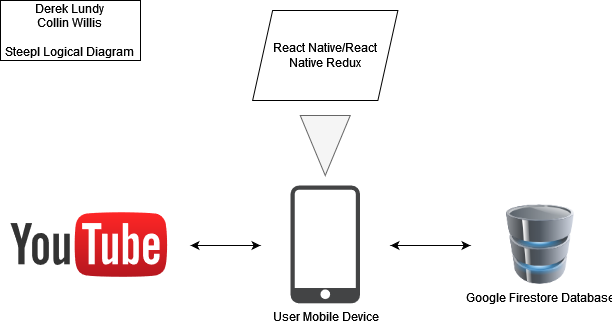 Derek Lundy
Collin Willis
Steepl Logical Diagram
React Native/React
Native Redux
YouTube
User Mobile Device
Google Firestore Database